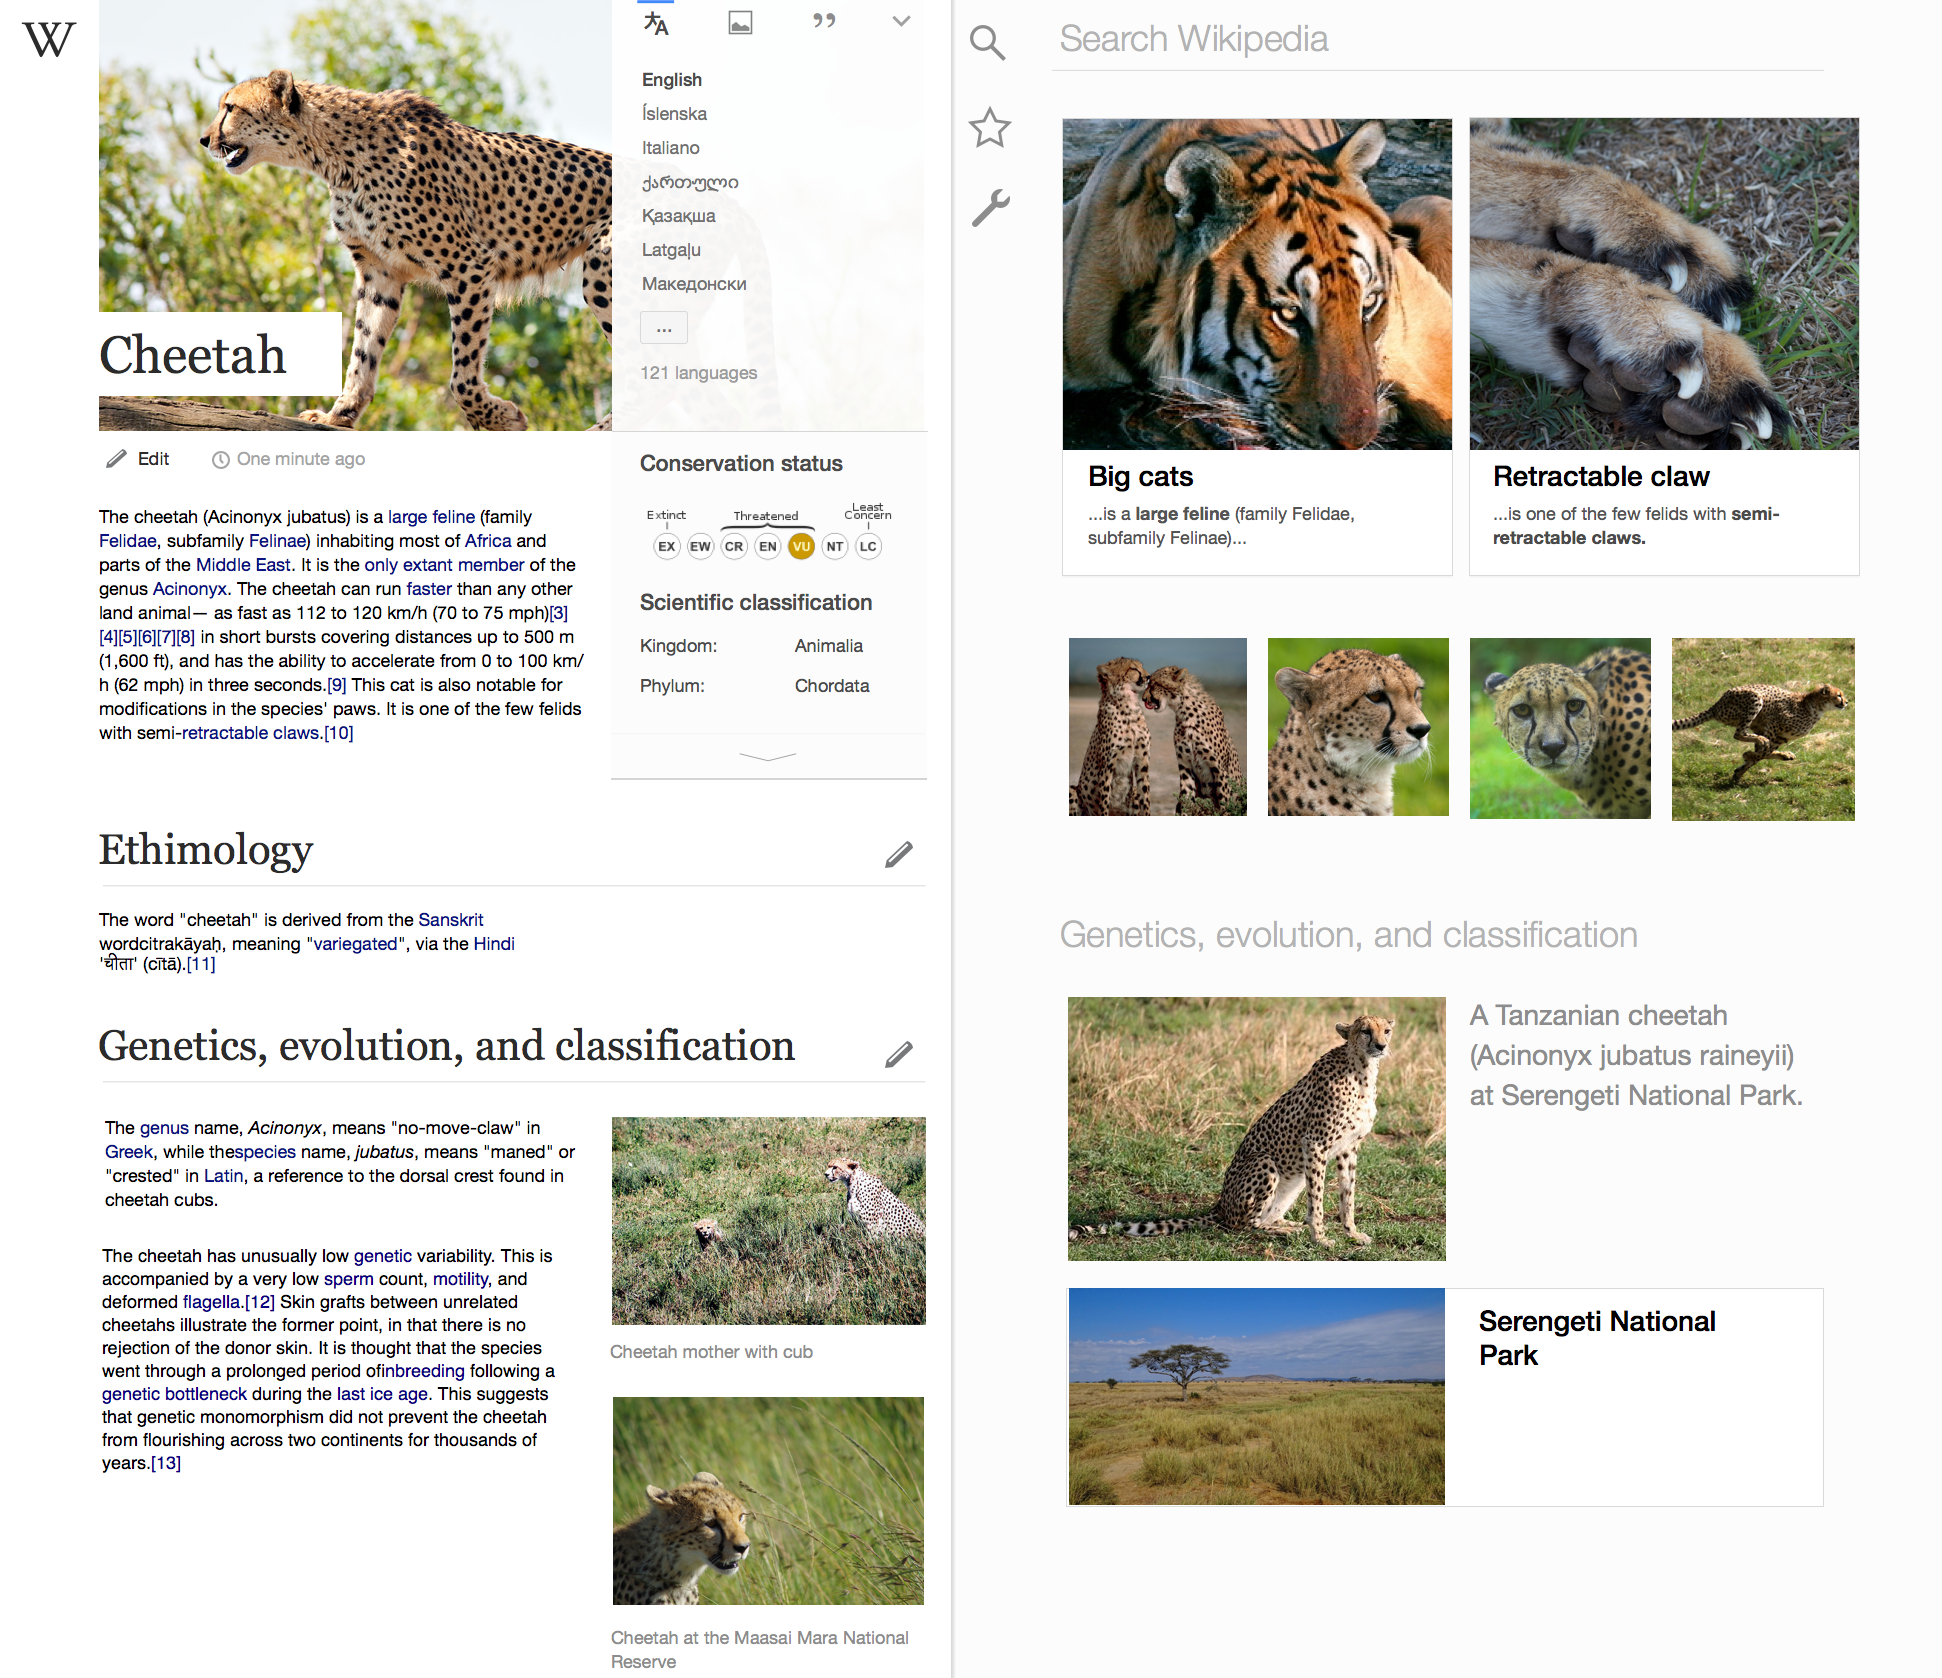 W
English
Íslenska
Italiano
ქართული
Қазақша
Latgaļu
Македонски
...
121 languages
Cheetah
Edit
One minute ago
The cheetah (Acinonyx jubatus) is a large feline (family
Felidae, subfamily Felinae) inhabiting most of Africa and
parts of the Middle East. It is the only extant member of the
genus Acinonyx. The cheetah can run faster than any other
land animal— as fast as 112 to 120 km/h (70 to 75 mph)[3]
[4][5][6][7][8] in short bursts covering distances up to 500 m
(1,600 ft), and has the ability to accelerate from 0 to 100 km/
h (62 mph) in three seconds.[9] This cat is also notable for
modifications in the species' paws. It is one of the few felids
with semi-retractable claws.[10]
Conservation status
Extinct
Threatened
Least
Concern
EX EW CR EN VU NT LC
Scientific classification
Kingdom: Animalia
Phylum: Chordata
Ethimology
The word "cheetah" is derived from the Sanskrit
wordcitrakāyaḥ, meaning "variegated", via the Hindi
'चीता' (cītā).[11]
Genetics, evolution, and classification
The genus name, Acinonyx, means "no-move-claw" in
Greek, while thespecies name, jubatus, means "maned" or
"crested" in Latin, a reference to the dorsal crest found in
cheetah cubs.
The cheetah has unusually low genetic variability. This is
accompanied by a very low sperm count, motility, and
deformed flagella.[12] Skin grafts between unrelated
cheetahs illustrate the former point, in that there is no
rejection of the donor skin. It is thought that the species
went through a prolonged period ofinbreeding following a
genetic bottleneck during the last ice age. This suggests
that genetic monomorphism did not prevent the cheetah
from flourishing across two continents for thousands of
years.[13]
Cheetah mother with cub
Cheetah at the Maasai Mara National
Reserve
Search Wikipedia
Big cats
...is a large feline (family Felidae,
subfamily Felinae)...
Retractable claw
...is one of the few felids with semi-
retractable claws.
Genetics, evolution, and classification
A Tanzanian cheetah
(Acinonyx jubatus raineyii)
at Serengeti National Park.
Serengeti National
Park